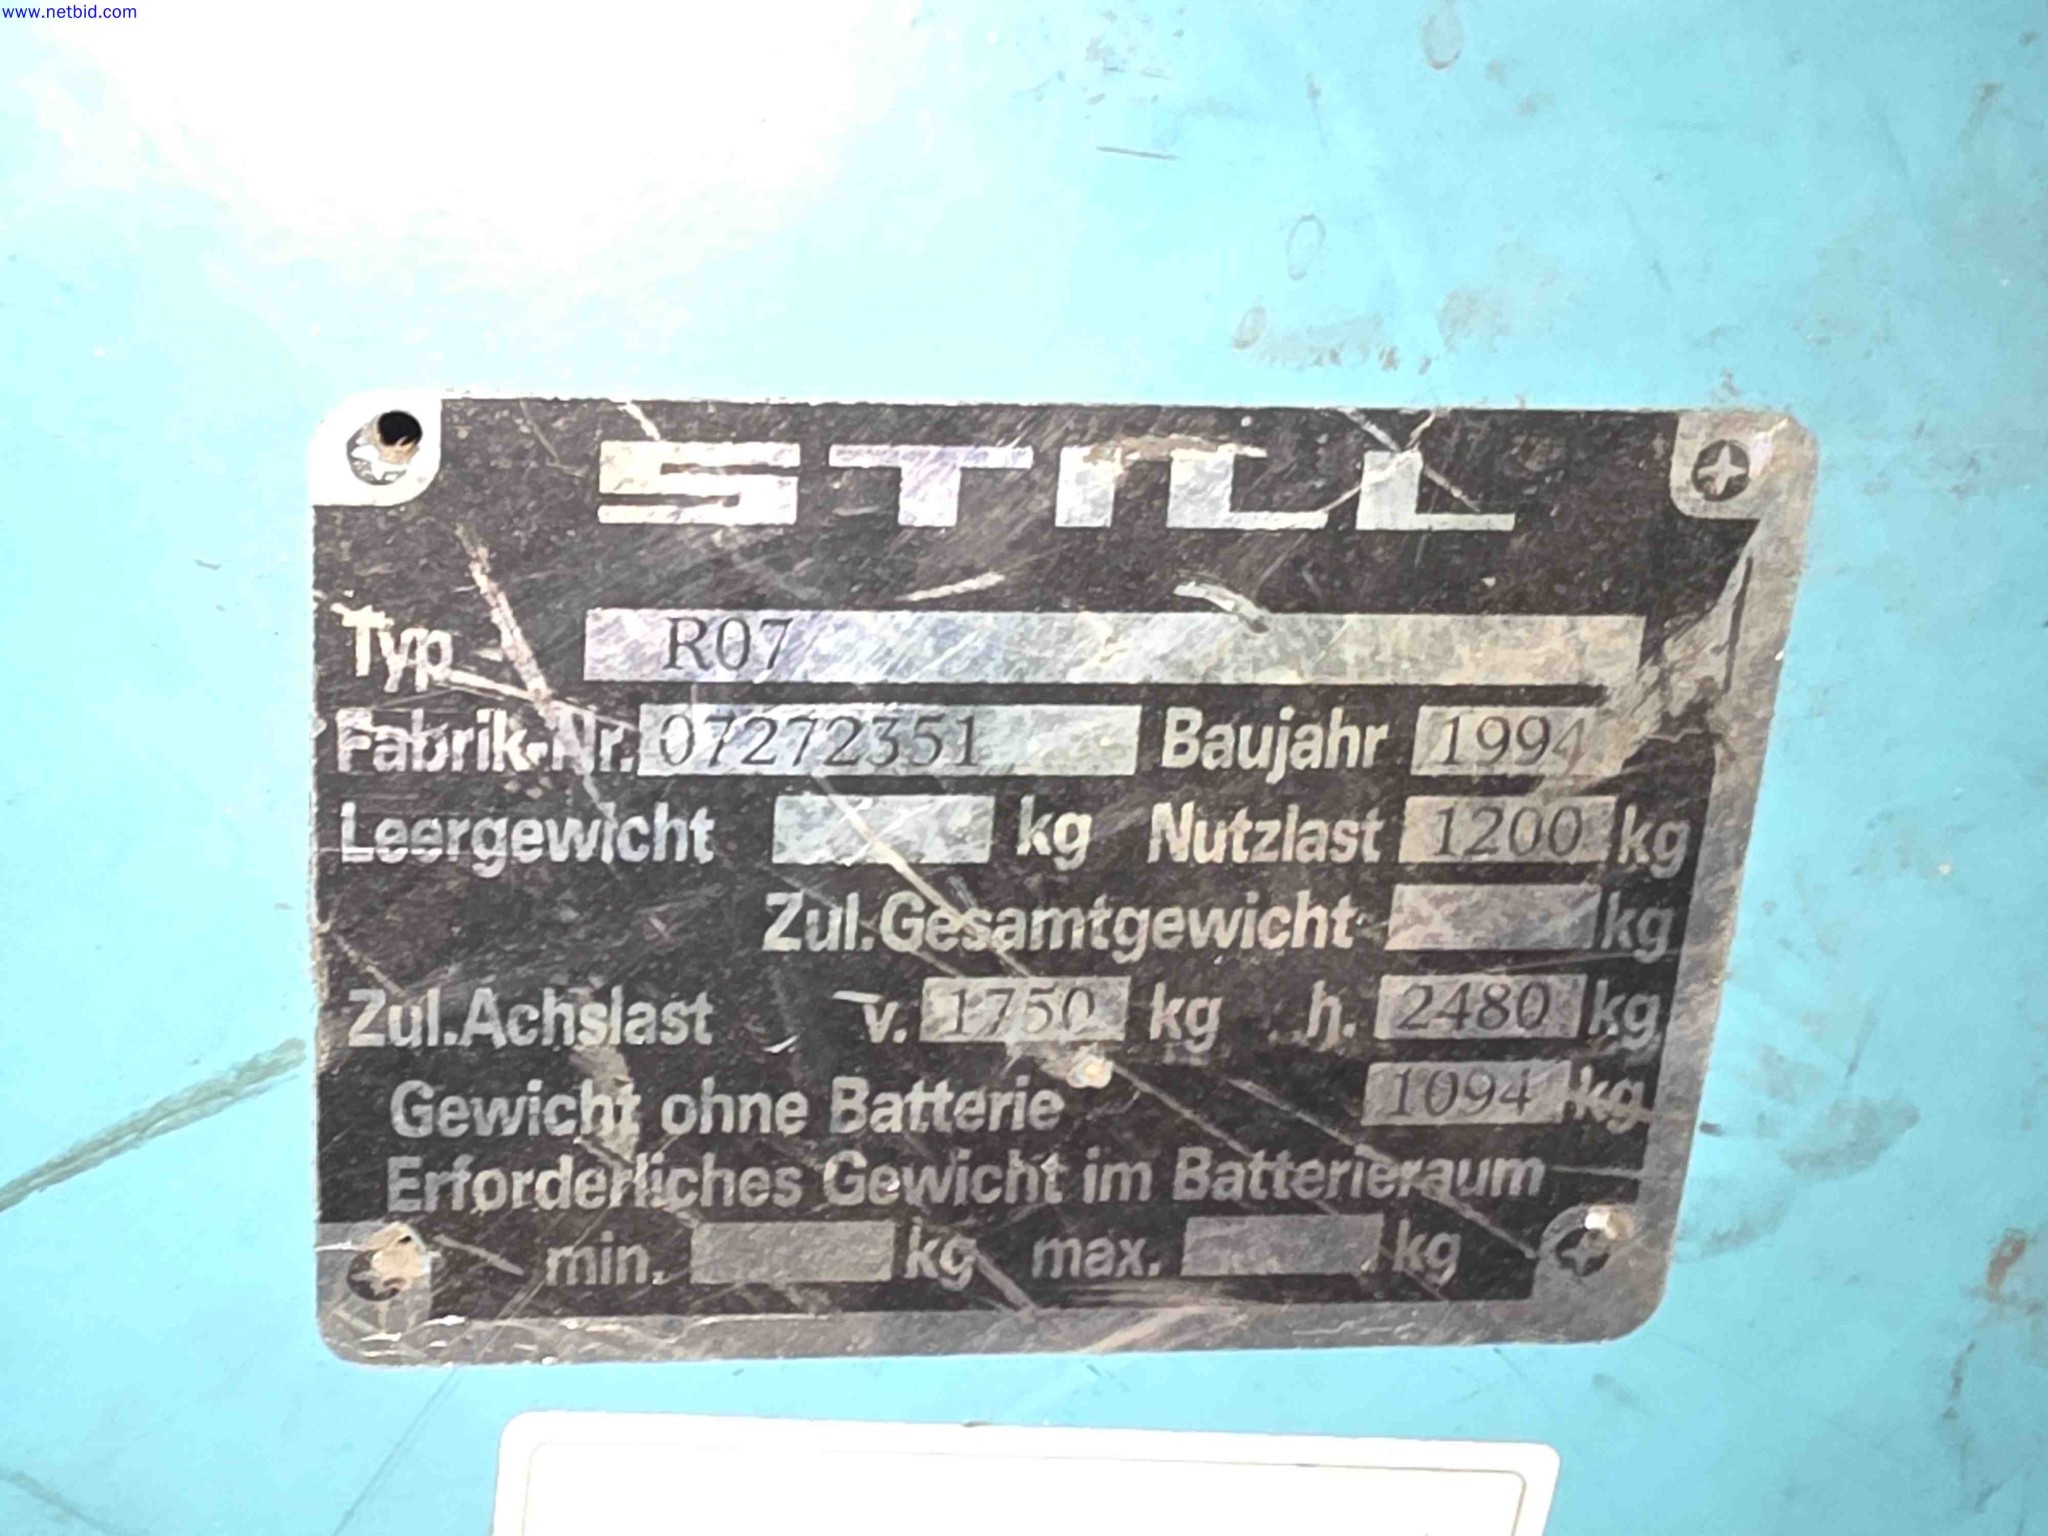 www.netbid.com
STILL
Typ R07
Fabrik-Nr. 07272351 Baujahr 1994
Leergewicht kg Nutzlast 1200 kg
Zul.Gesamtgewicht kg
Zul.Achslast v. 1750 kg h. 2480 kg
Gewicht ohne Batterie 1094 kg
Erforderliches Gewicht im Batterieraum
min. kg max. kg